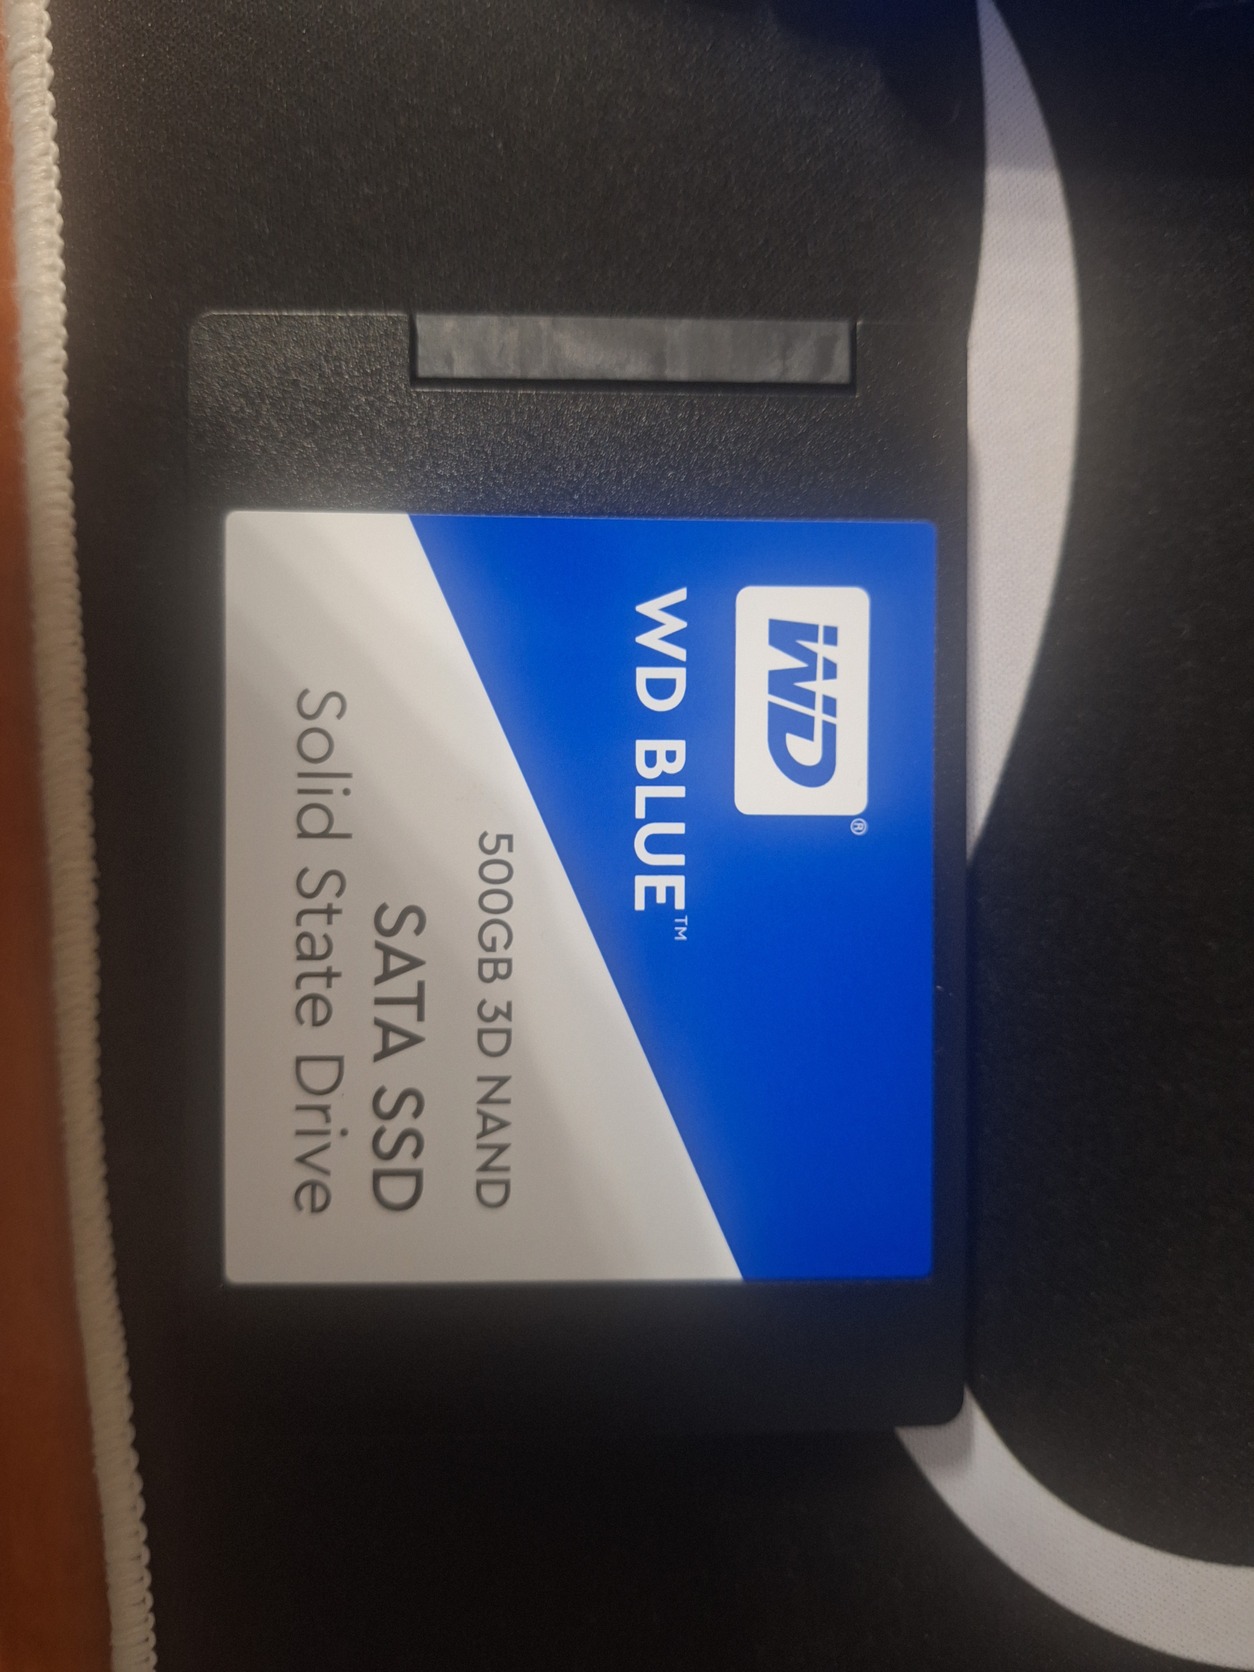 WD®
WD BLUE™
500GB 3D NAND
SATA SSD
Solid State Drive